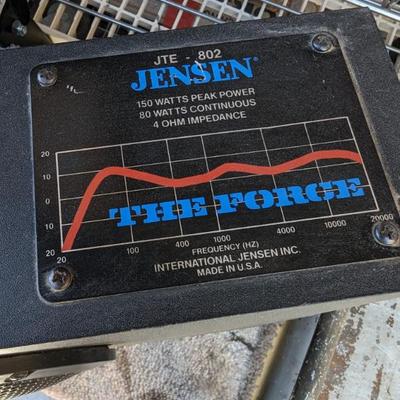 JTE - 802
JENSEN®
150 WATTS PEAK POWER
80 WATTS CONTINUOUS
4 OHM IMPEDANCE
20
10
0
10
20
THE FORCE
20 100 400 1000 4000 10000 20000
FREQUENCY (HZ)
INTERNATIONAL JENSEN INC.
MADE IN U.S.A.